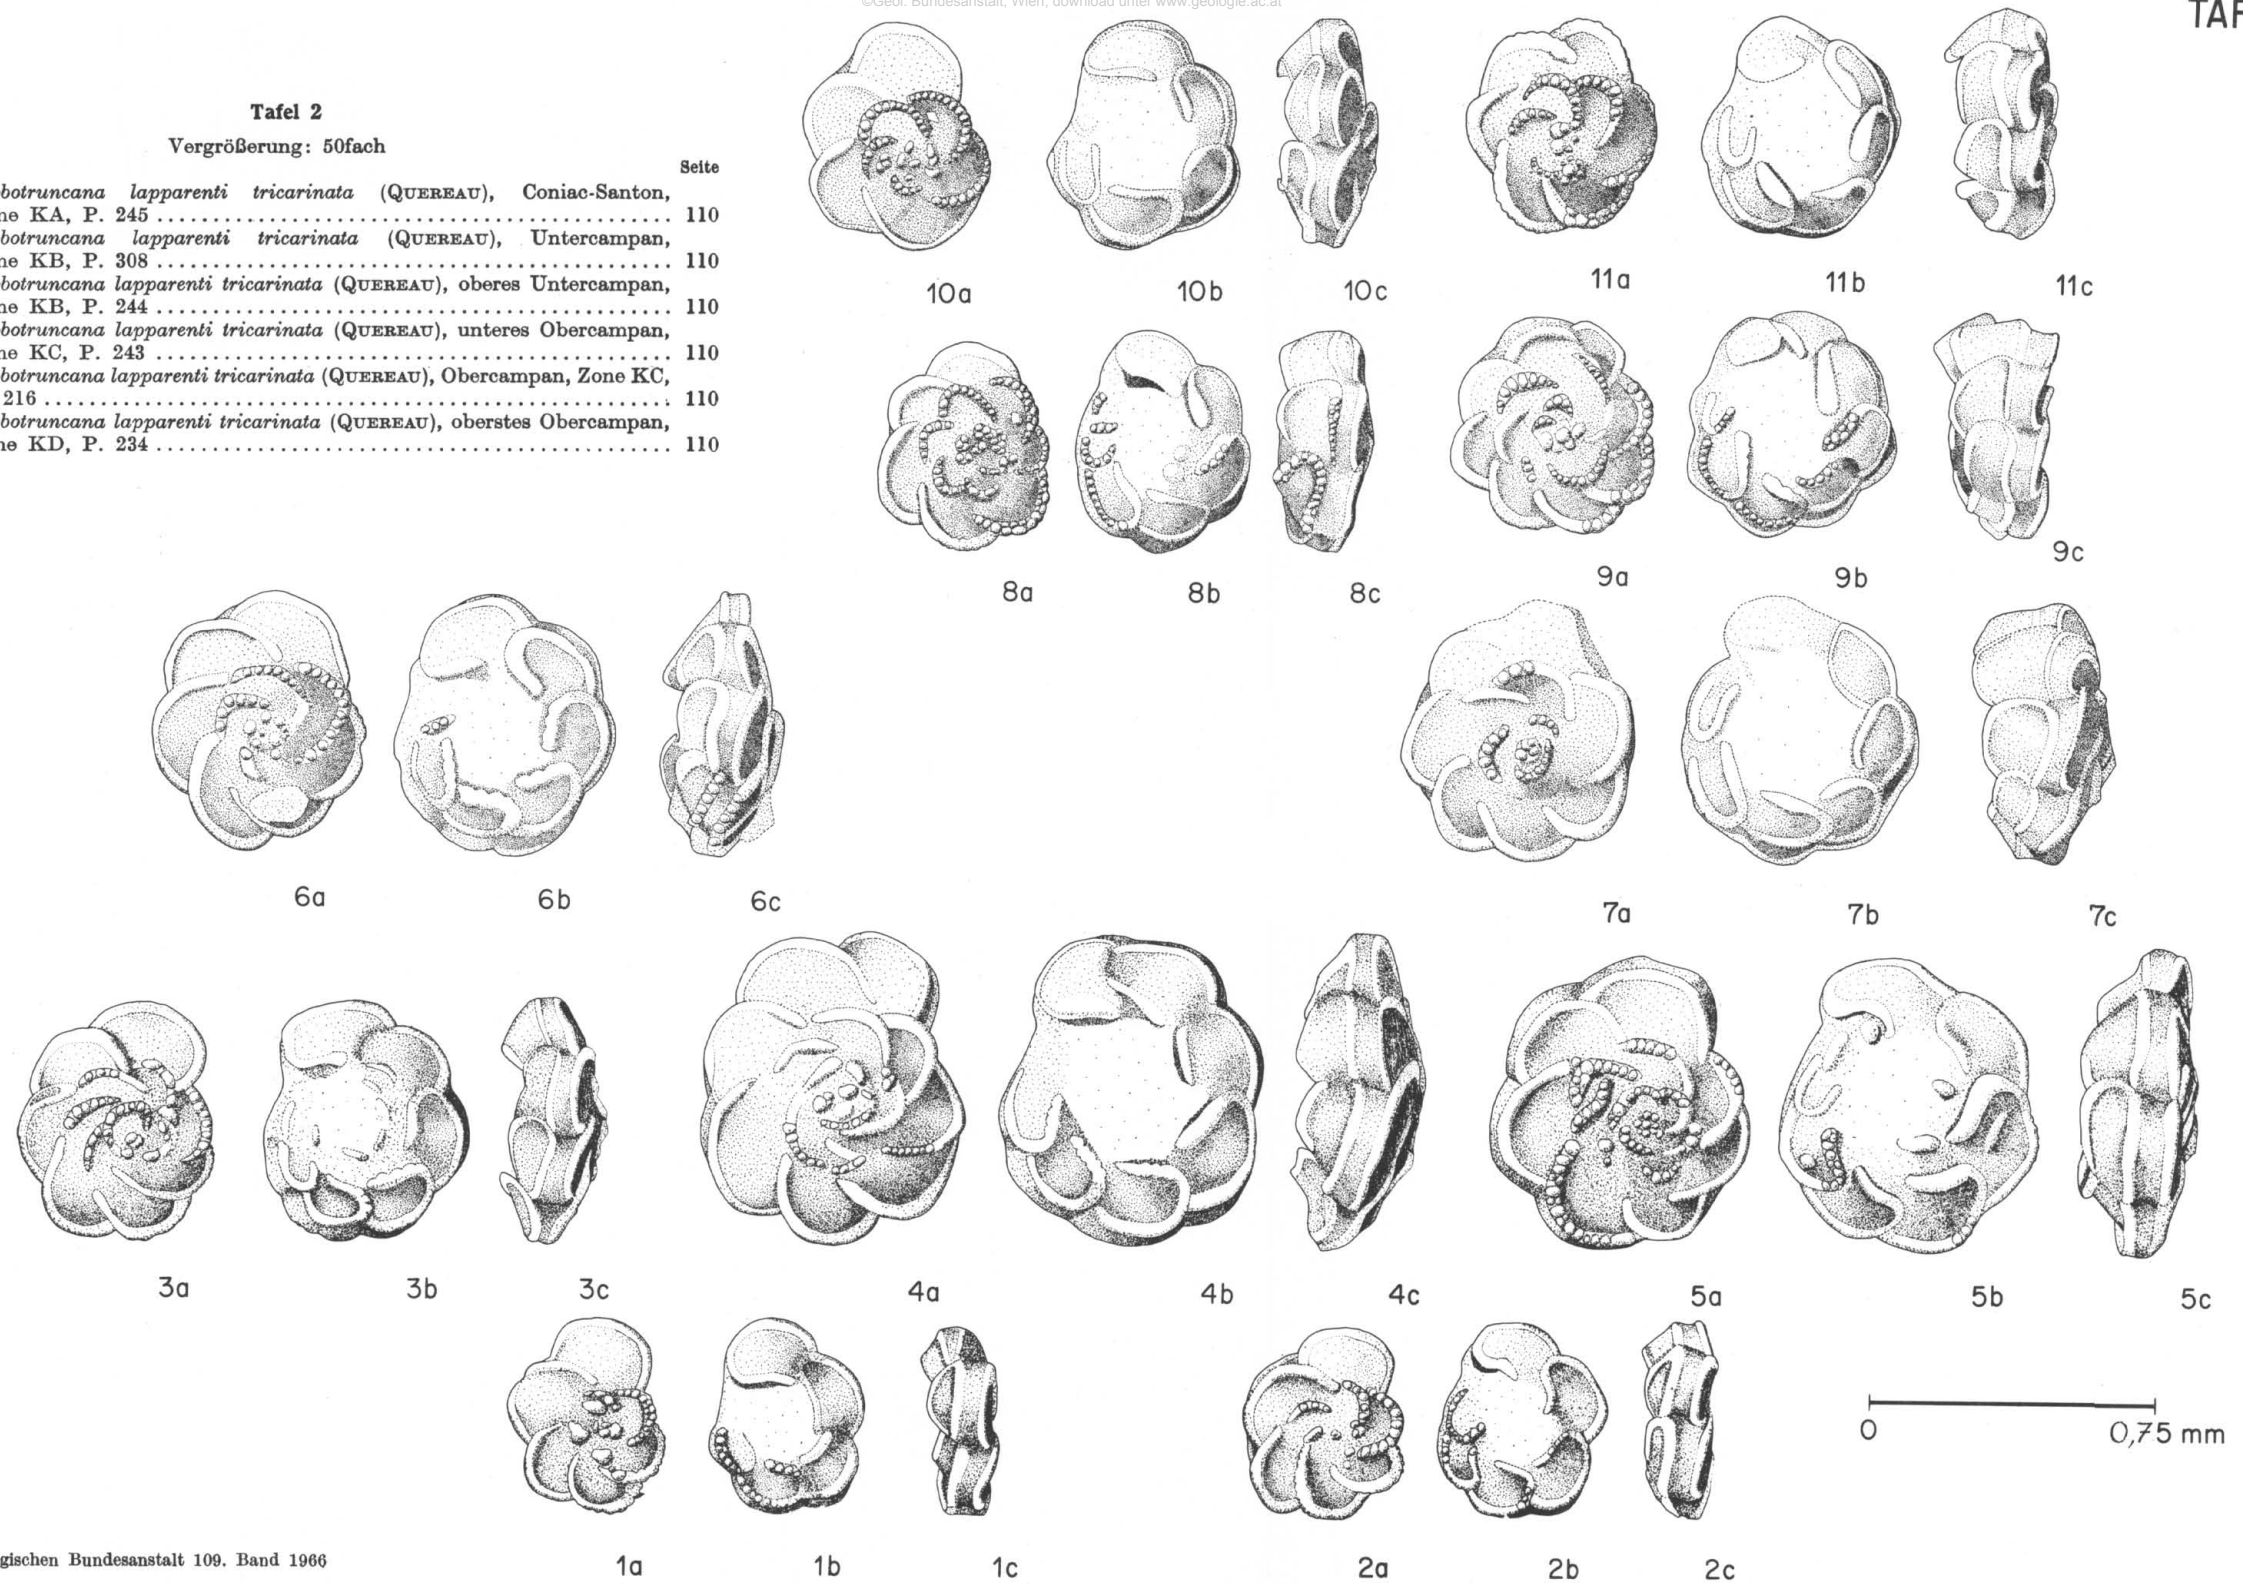 ©Geol. Bundesanstalt, Wien; download unter www.geologie.ac.at
TAF
Tafel 2
Vergrößerung: 50fach
Seite
botruncana lapparenti tricarinata (QUEREAU), Coniac-Santon,
ne KA, P. 245 ........................................ 110
botruncana lapparenti tricarinata (QUEREAU), Untercampan,
ne KB, P. 308 ........................................ 110
botruncana lapparenti tricarinata (QUEREAU), oberes Untercampan,
ne KB, P. 244 ........................................ 110
botruncana lapparenti tricarinata (QUEREAU), unteres Obercampan,
ne KC, P. 243 ........................................ 110
botruncana lapparenti tricarinata (QUEREAU), Obercampan, Zone KC,
216 ........................................ 110
botruncana lapparenti tricarinata (QUEREAU), oberstes Obercampan,
ne KD, P. 234 ........................................ 110
10a 10b 10c 11a 11b 11c
8a 8b 8c 9a 9b 9c
6a 6b 6c 7a 7b 7c
3a 3b 3c 4a 4b 4c 5a 5b 5c
0 0,75 mm
1a 1b 1c 2a 2b 2c
gischen Bundesanstalt 109. Band 1966